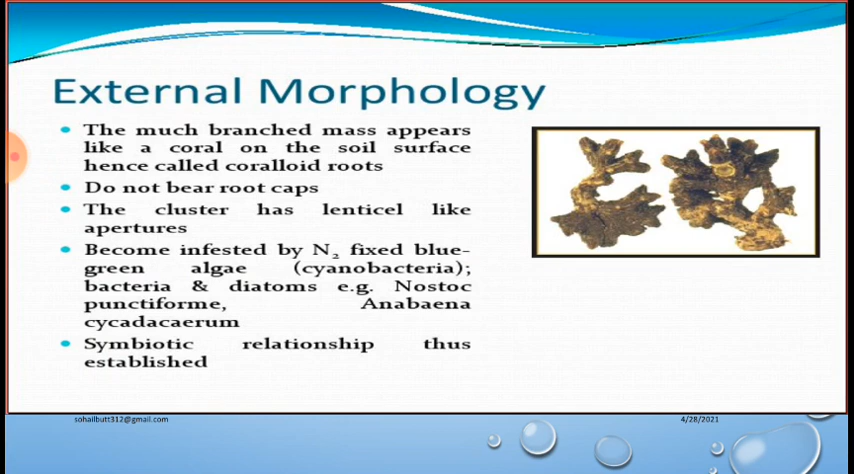 External Morphology
• The much branched mass appears
like a coral on the soil surface
hence called coralloid roots
• Do not bear root caps
• The cluster has lenticel like
apertures
• Become infested by N₂ fixed blue-
green algae (cyanobacteria);
bacteria & diatoms e.g. Nostoc
punctiforme, Anabaena
cycadacaerum
• Symbiotic relationship thus
established
sohailbutt312@gmail.com 4/28/2021